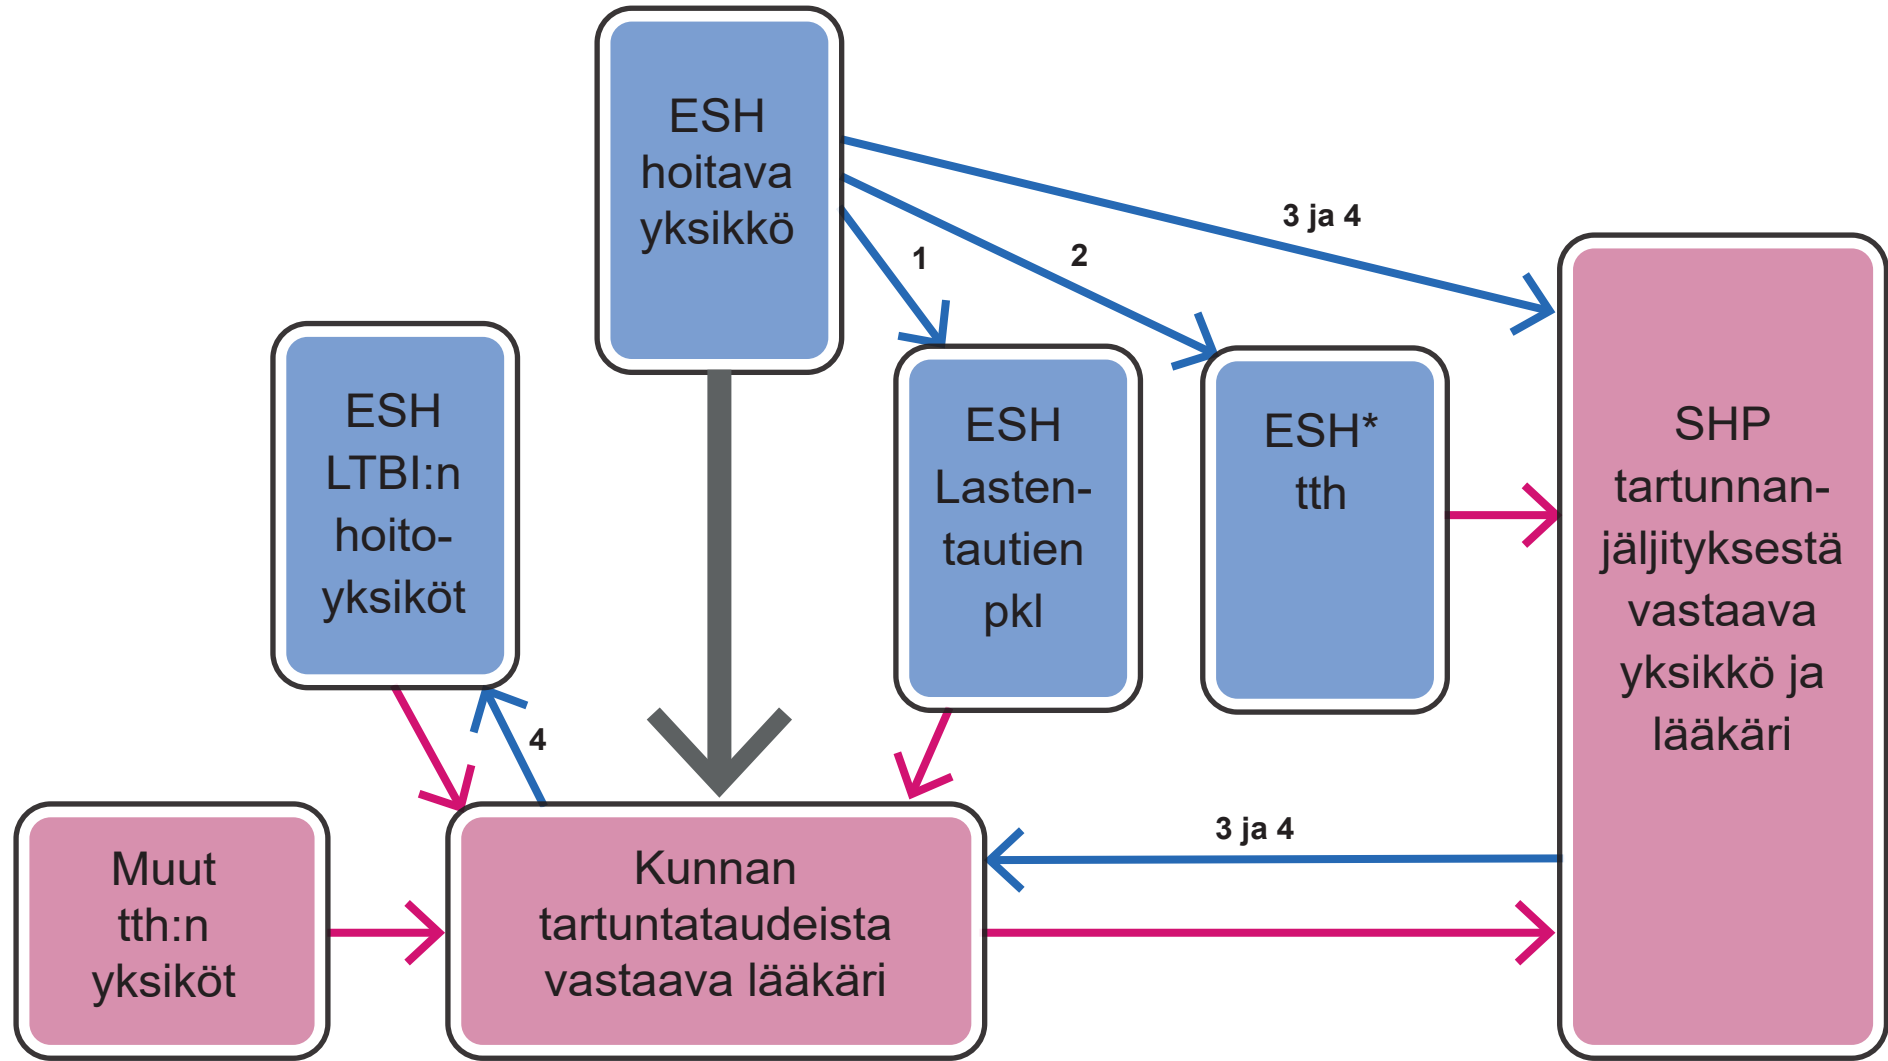 ESH
hoitava
yksikkö
3 ja 4
1
2
ESH
LTBI:n
hoito-
yksiköt
ESH
Lasten-
tautien
pkl
ESH*
tth
SHP
tartunnan-
jäljityksestä
vastaava
yksikkö ja
lääkäri
4
3 ja 4
Muut
tth:n
yksiköt
Kunnan
tartuntataudeista
vastaava lääkäri